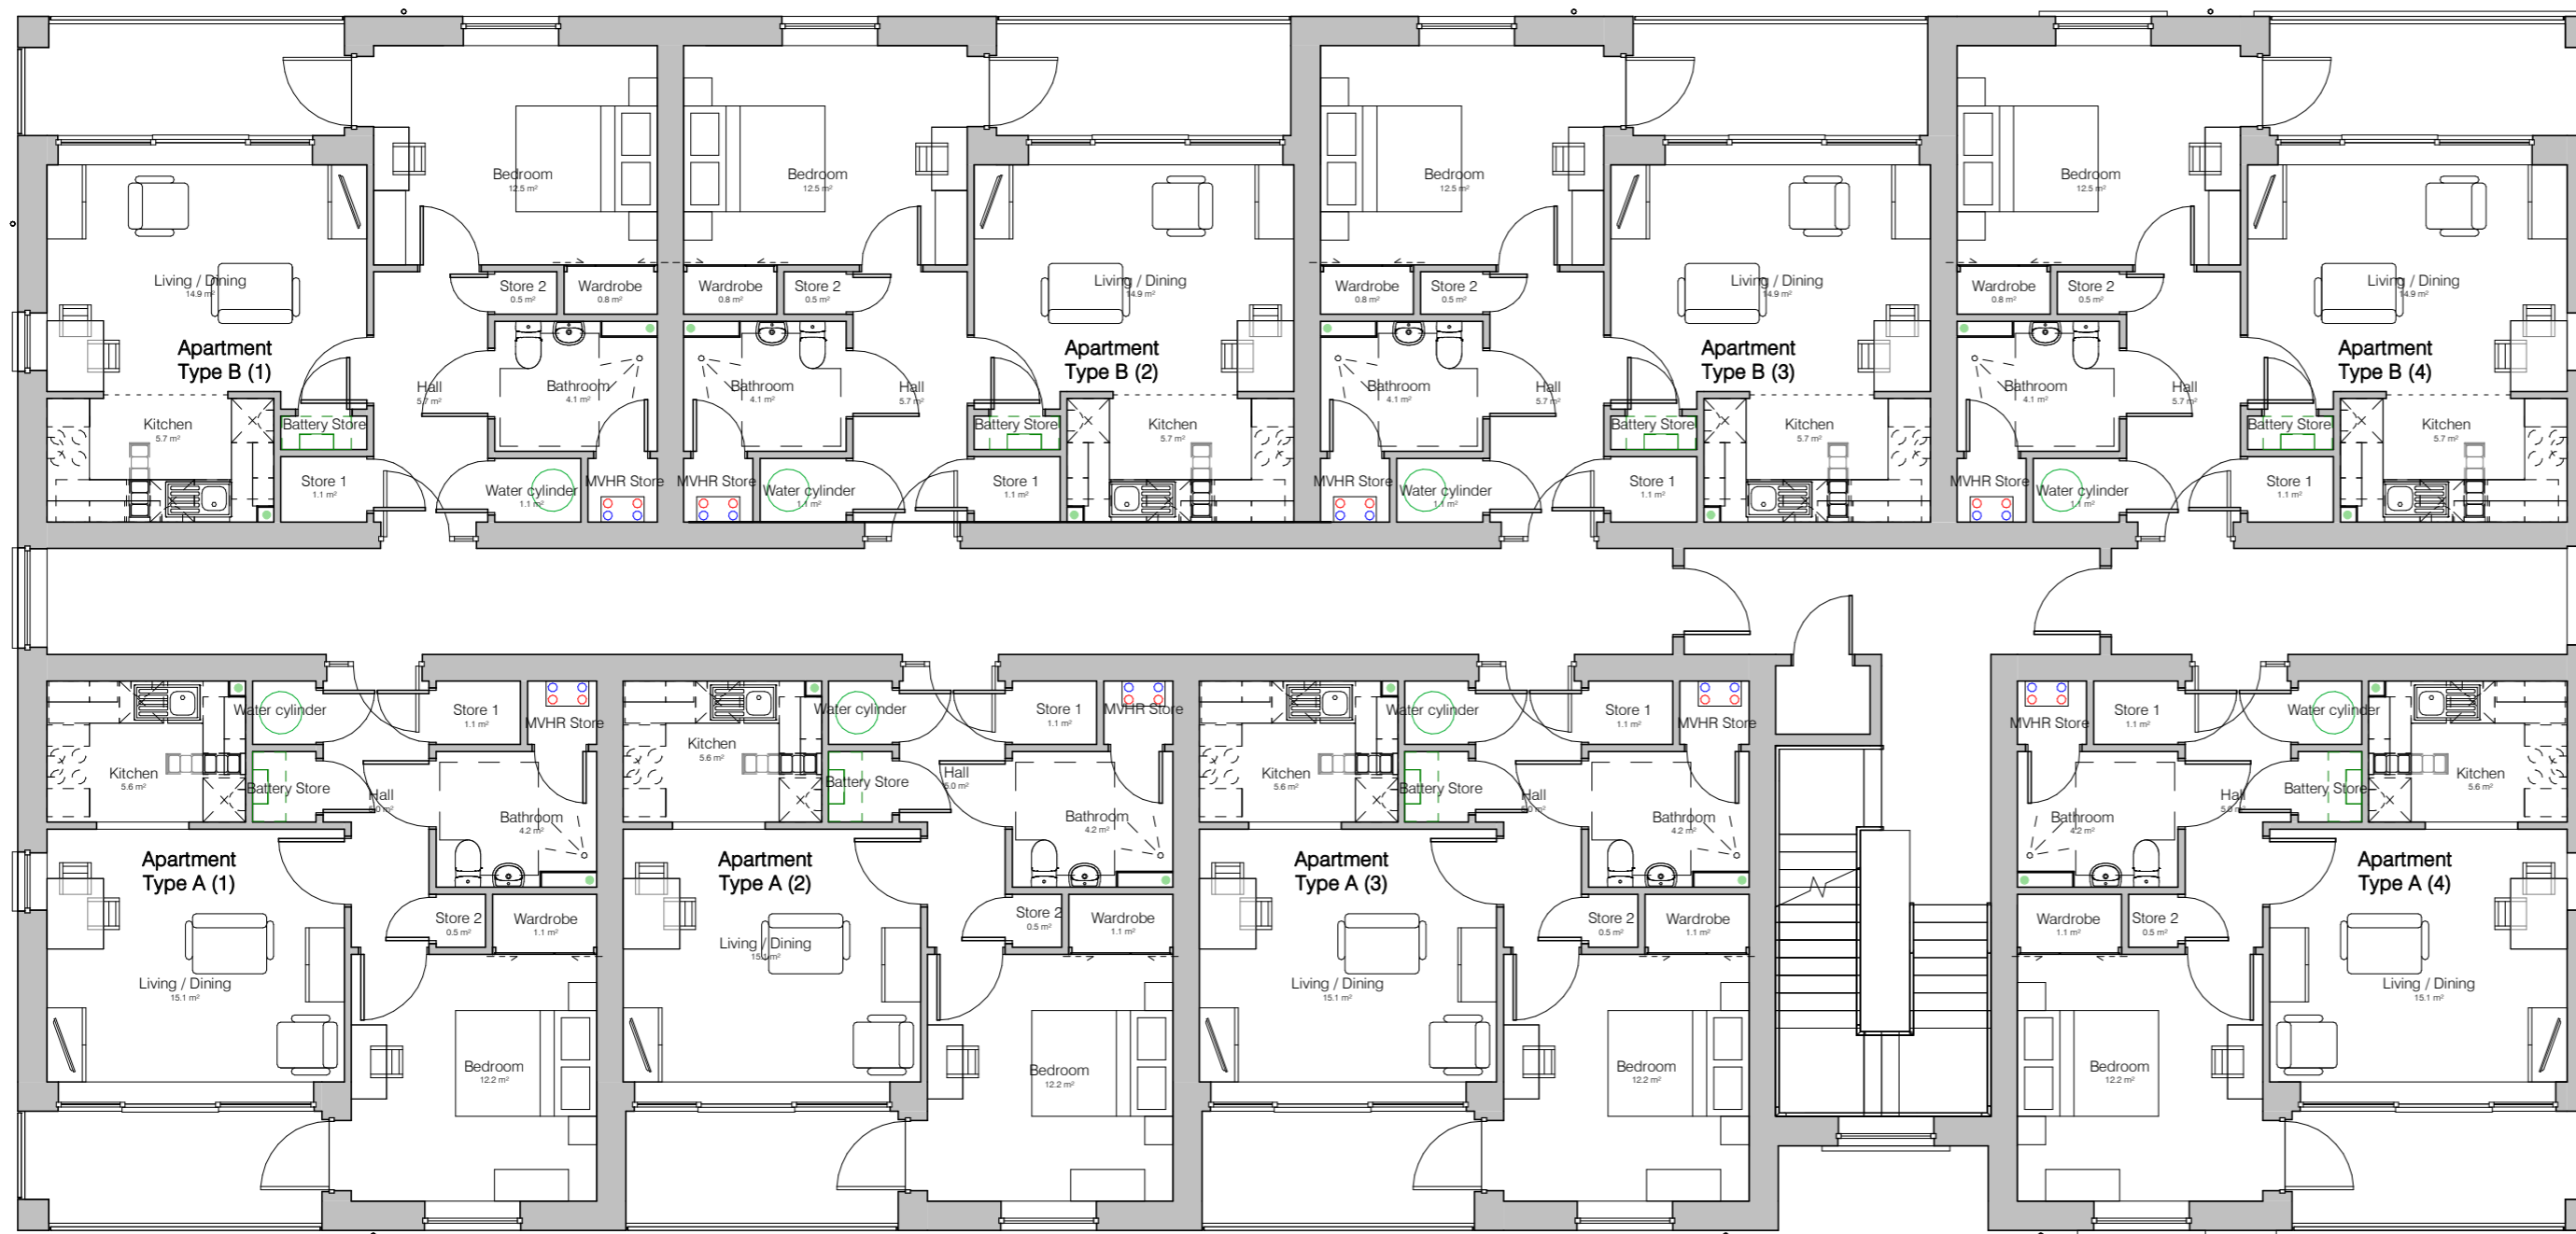 Bedroom
12.5 m²
Living / Dining
14.9 m²
Store 2
0.5 m²
Wardrobe
0.8 m²
Apartment
Type B (1)
Hall
5.7 m²
Bathroom
4.1 m²
Kitchen
5.7 m²
Battery Store
Store 1
1.1 m²
Water cylinder
1.1 m²
MVHR Store
Bedroom
12.5 m²
Wardrobe
0.8 m²
Store 2
0.5 m²
Living / Dining
14.9 m²
Apartment
Type B (2)
Bathroom
4.1 m²
Hall
5.7 m²
Battery Store
Kitchen
5.7 m²
MVHR Store
Water cylinder
1.1 m²
Store 1
1.1 m²
Bedroom
12.5 m²
Wardrobe
0.8 m²
Store 2
0.5 m²
Living / Dining
14.9 m²
Apartment
Type B (3)
Bathroom
4.1 m²
Hall
5.7 m²
Battery Store
Kitchen
5.7 m²
MVHR Store
Water cylinder
1.1 m²
Store 1
1.1 m²
Bedroom
12.5 m²
Wardrobe
0.8 m²
Store 2
0.5 m²
Living / Dining
14.9 m²
Apartment
Type B (4)
Bathroom
4.1 m²
Hall
5.7 m²
Battery Store
Kitchen
5.7 m²
MVHR Store
Water cylinder
1.1 m²
Store 1
1.1 m²
Water cylinder
Store 1
1.1 m²
MVHR Store
Kitchen
5.6 m²
Battery Store
Hall
5.0 m²
Bathroom
4.2 m²
Apartment
Type A (1)
Store 2
0.5 m²
Wardrobe
1.1 m²
Living / Dining
15.1 m²
Bedroom
12.2 m²
Water cylinder
Store 1
1.1 m²
MVHR Store
Kitchen
5.6 m²
Battery Store
Hall
5.0 m²
Bathroom
4.2 m²
Apartment
Type A (2)
Store 2
0.5 m²
Wardrobe
1.1 m²
Living / Dining
15.1 m²
Bedroom
12.2 m²
Water cylinder
Store 1
1.1 m²
MVHR Store
Kitchen
5.6 m²
Battery Store
Hall
5.0 m²
Bathroom
4.2 m²
Apartment
Type A (3)
Store 2
0.5 m²
Wardrobe
1.1 m²
Living / Dining
15.1 m²
Bedroom
12.2 m²
MVHR Store
Store 1
1.1 m²
Water cylinder
Kitchen
5.6 m²
Battery Store
Hall
5.0 m²
Bathroom
4.2 m²
Apartment
Type A (4)
Wardrobe
1.1 m²
Store 2
0.5 m²
Living / Dining
15.1 m²
Bedroom
12.2 m²